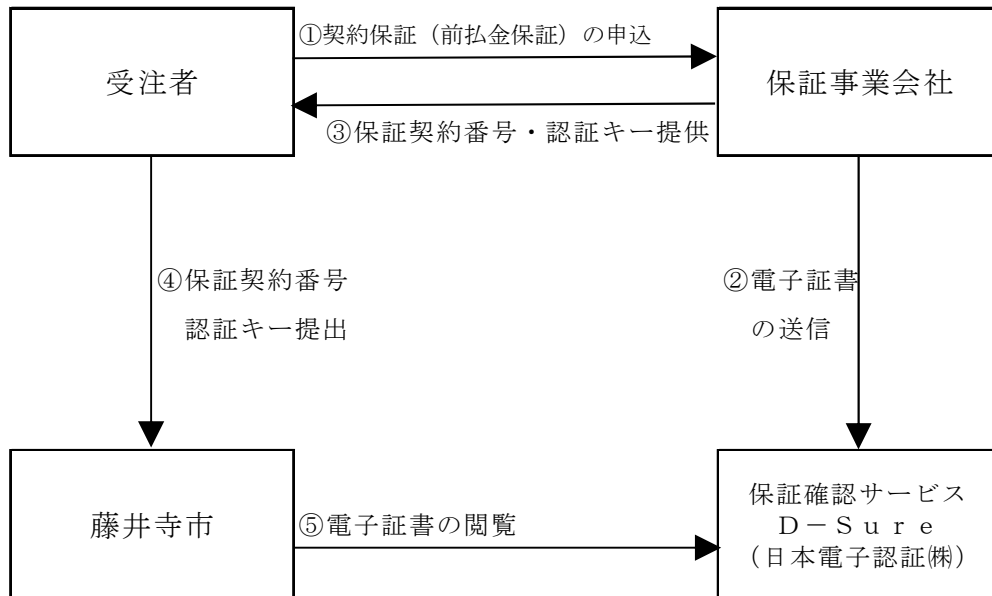 ①契約保証（前払金保証）の申込
受注者
保証事業会社
③保証契約番号・認証キー提供
④保証契約番号
認証キー提出
②電子証書
の送信
藤井寺市
⑤電子証書の閲覧
保証確認サービス
Ｄ－Ｓｕｒｅ
（日本電子認証㈱）